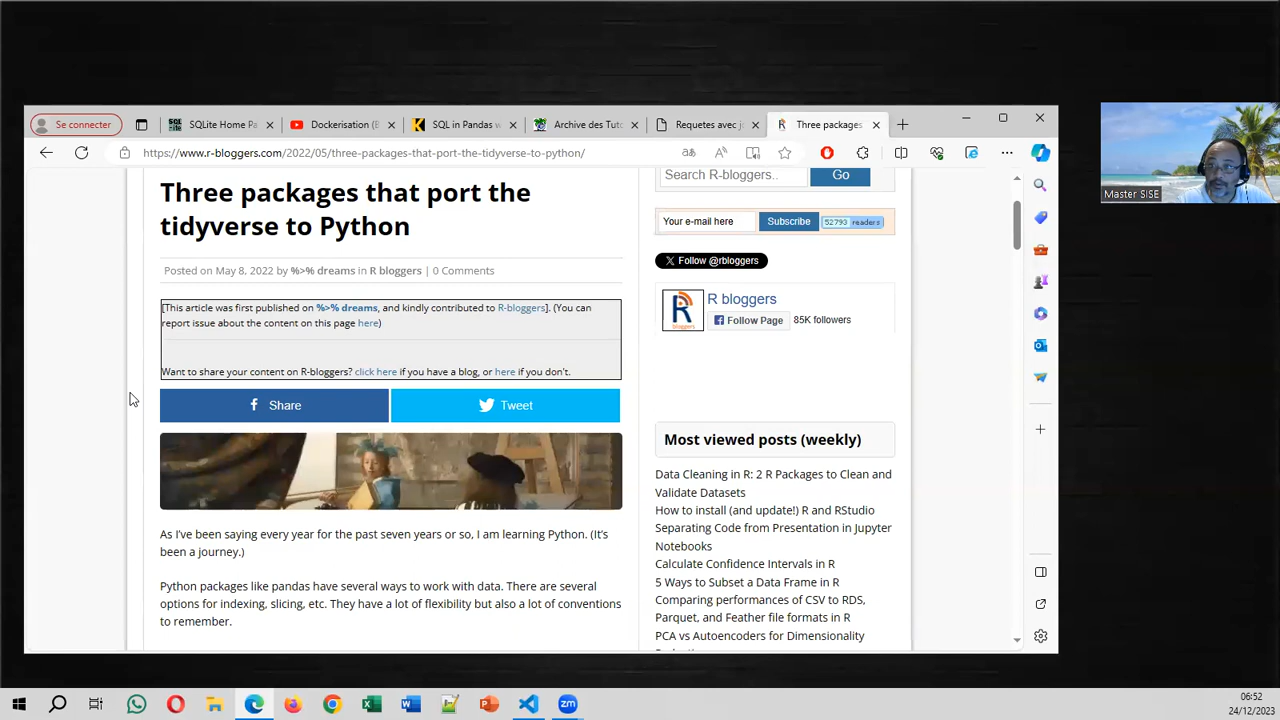 Se connecter
SQLite Home Pa
Dockerisation (E
SQL in Pandas w
Archive des Tuto
Requetes avec js
Three packages
https://www.r-bloggers.com/2022/05/three-packages-that-port-the-tidyverse-to-python/
Three packages that port the
tidyverse to Python
Posted on May 8, 2022 by %>% dreams in R bloggers | 0 Comments
[This article was first published on %>% dreams, and kindly contributed to R-bloggers]. (You can
report issue about the content on this page here)
Want to share your content on R-bloggers? click here if you have a blog, or here if you don't.
Share
Tweet
As I've been saying every year for the past seven years or so, I am learning Python. (It's
been a journey.)
Python packages like pandas have several ways to work with data. There are several
options for indexing, slicing, etc. They have a lot of flexibility but also a lot of conventions
to remember.
Search R-bloggers..
Go
Your e-mail here
Subscribe
52793 readers
Follow @rbloggers
R bloggers
Follow Page
85K followers
Most viewed posts (weekly)
Data Cleaning in R: 2 R Packages to Clean and
Validate Datasets
How to install (and update!) R and RStudio
Separating Code from Presentation in Jupyter
Notebooks
Calculate Confidence Intervals in R
5 Ways to Subset a Data Frame in R
Comparing performances of CSV to RDS,
Parquet, and Feather file formats in R
PCA vs Autoencoders for Dimensionality
Master SISE
06:52
24/12/2023